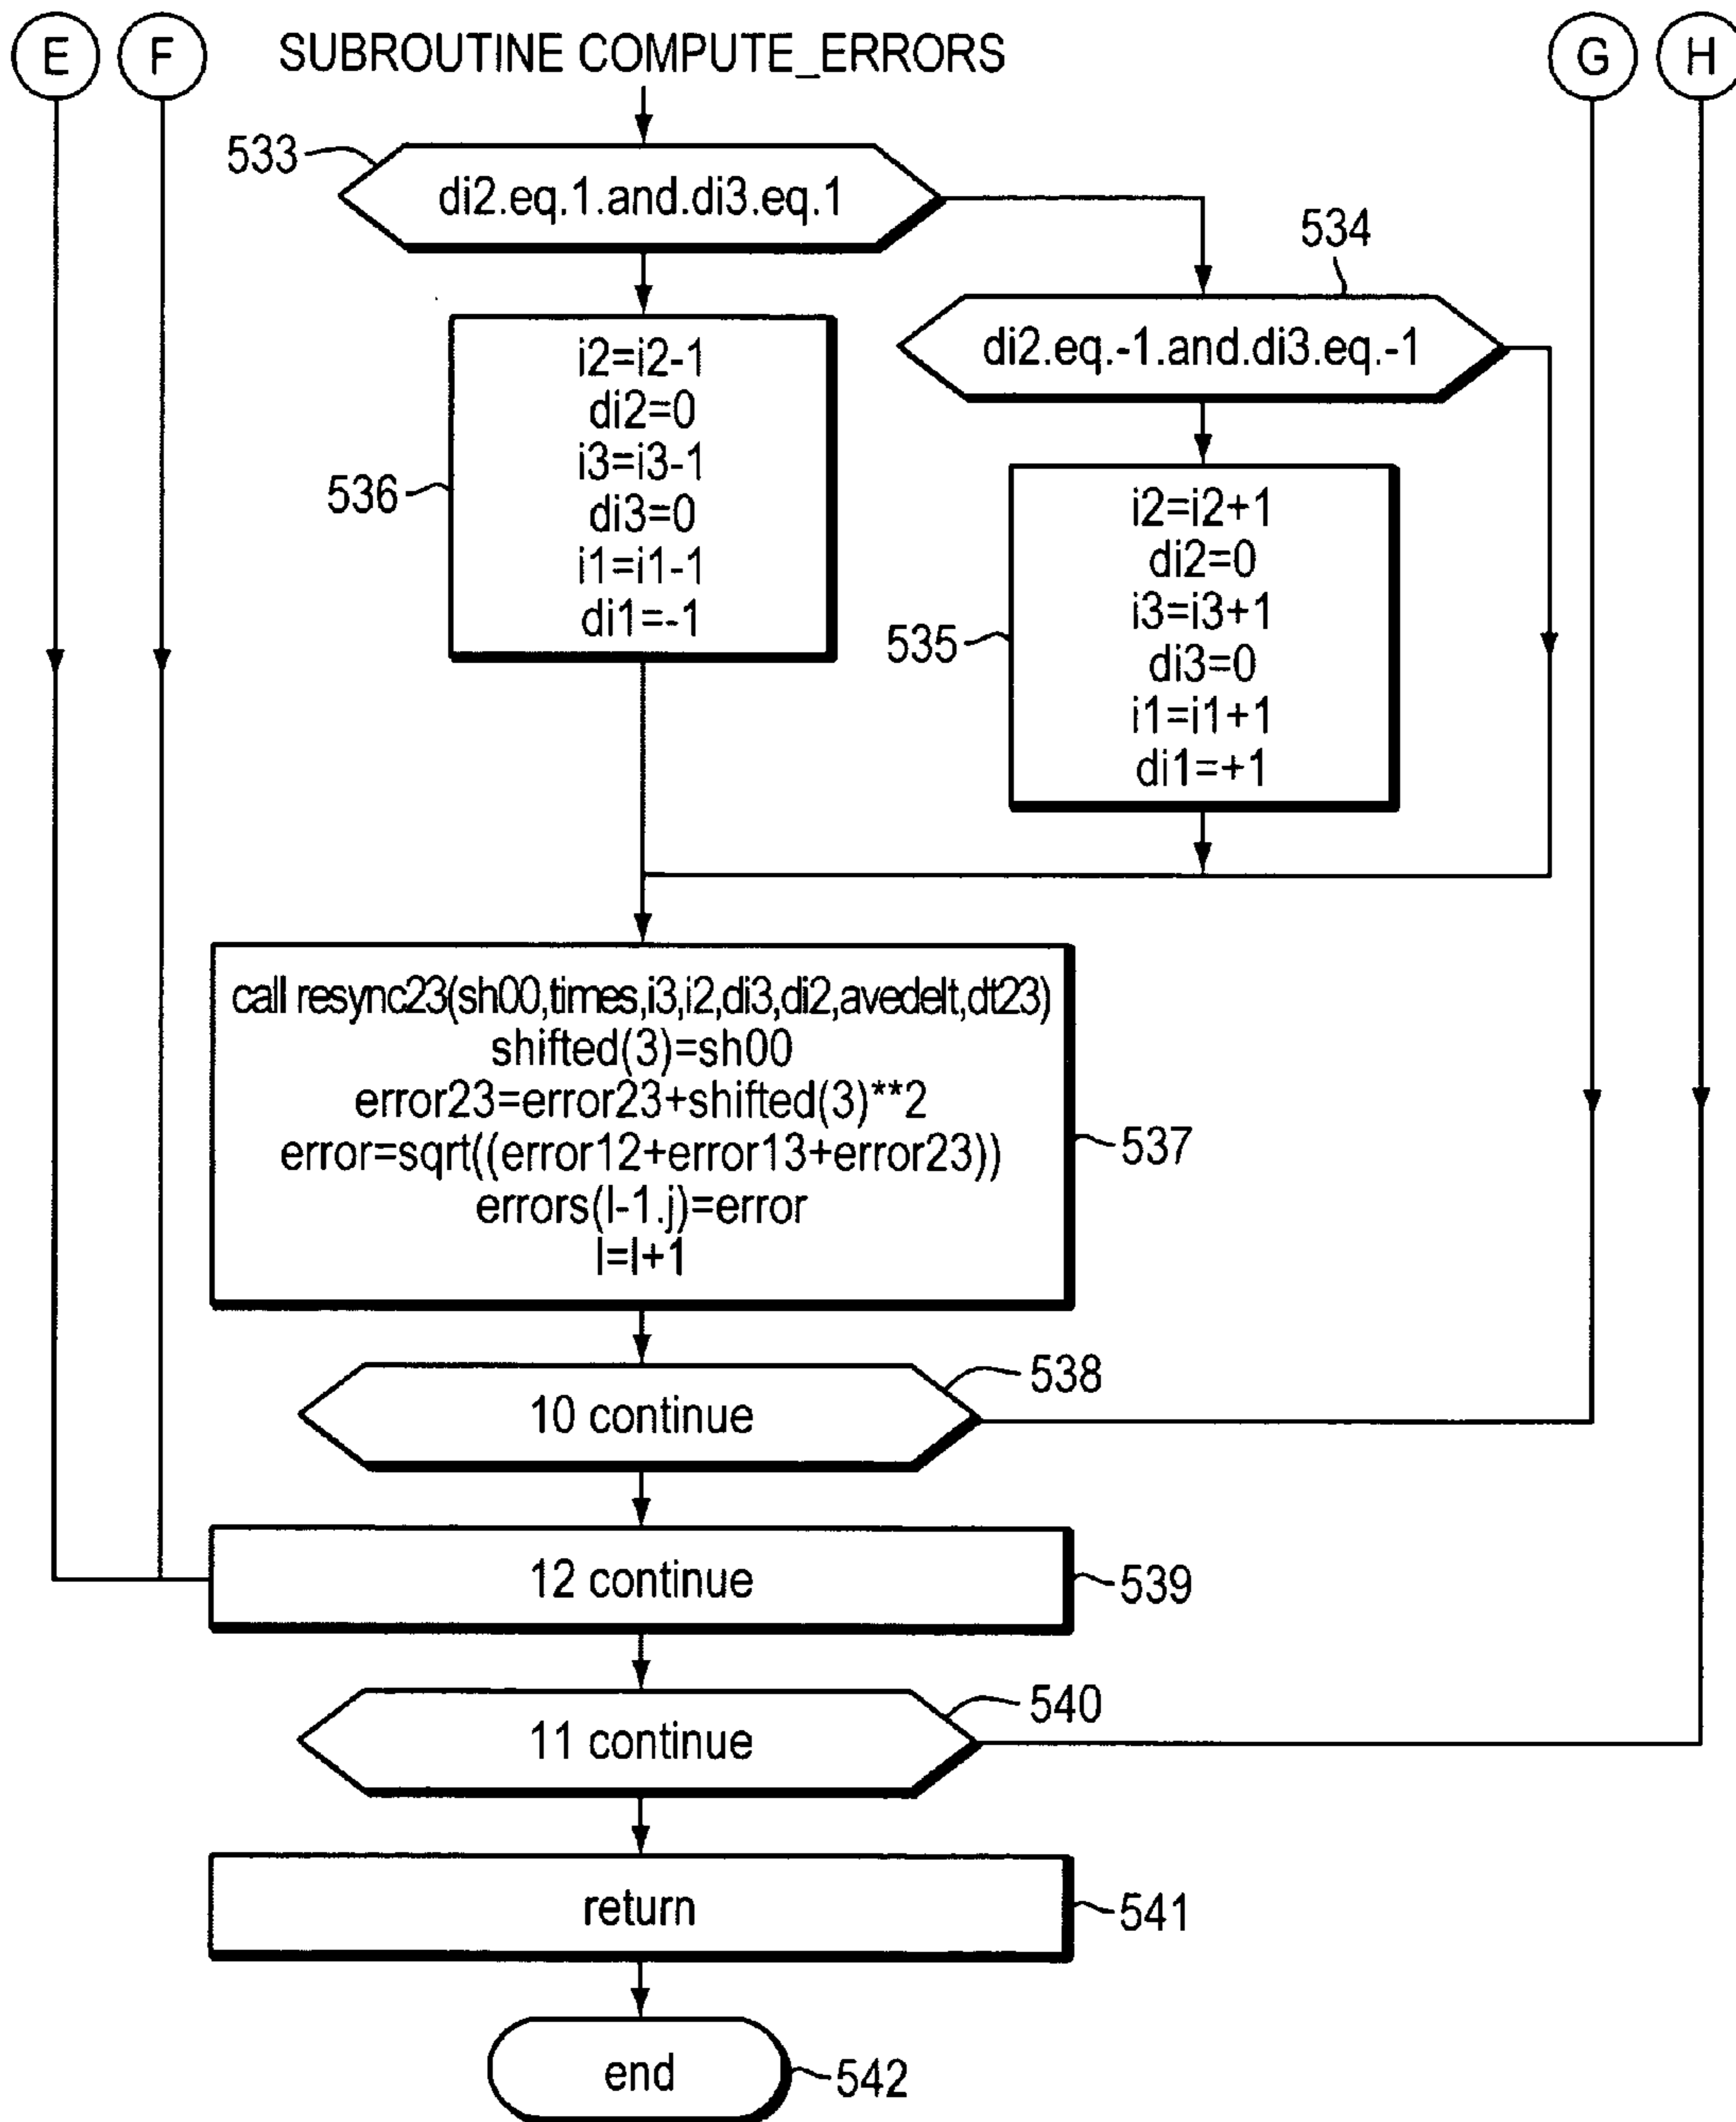 E
F
SUBROUTINE COMPUTE_ERRORS
G
H
533
di2.eq.1.and.di3.eq.1
534
di2.eq.-1.and.di3.eq.-1
i2=i2-1
di2=0
i3=i3-1
di3=0
i1=i1-1
di1=-1
536
i2=i2+1
di2=0
i3=i3+1
di3=0
i1=i1+1
di1=+1
535
call resync23(sh00,times,i3,i2,di3,di2,avedelt,dt23)
shifted(3)=sh00
error23=error23+shifted(3)**2
error=sqrt((error12+error13+error23))
errors(l-1.j)=error
l=l+1
537
10 continue
538
12 continue
539
11 continue
540
return
541
end
542